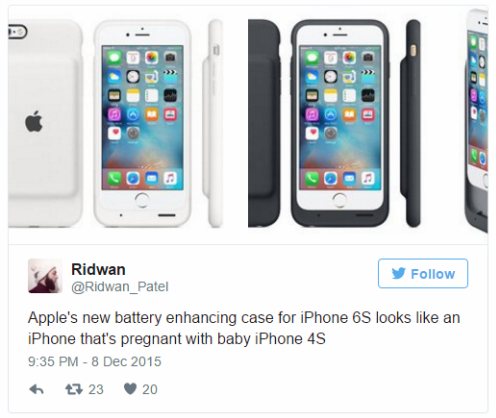 Ridwan
@Ridwan_Patel
Follow
Apple's new battery enhancing case for iPhone 6S looks like an
iPhone that's pregnant with baby iPhone 4S
9:35 PM - 8 Dec 2015
23 20